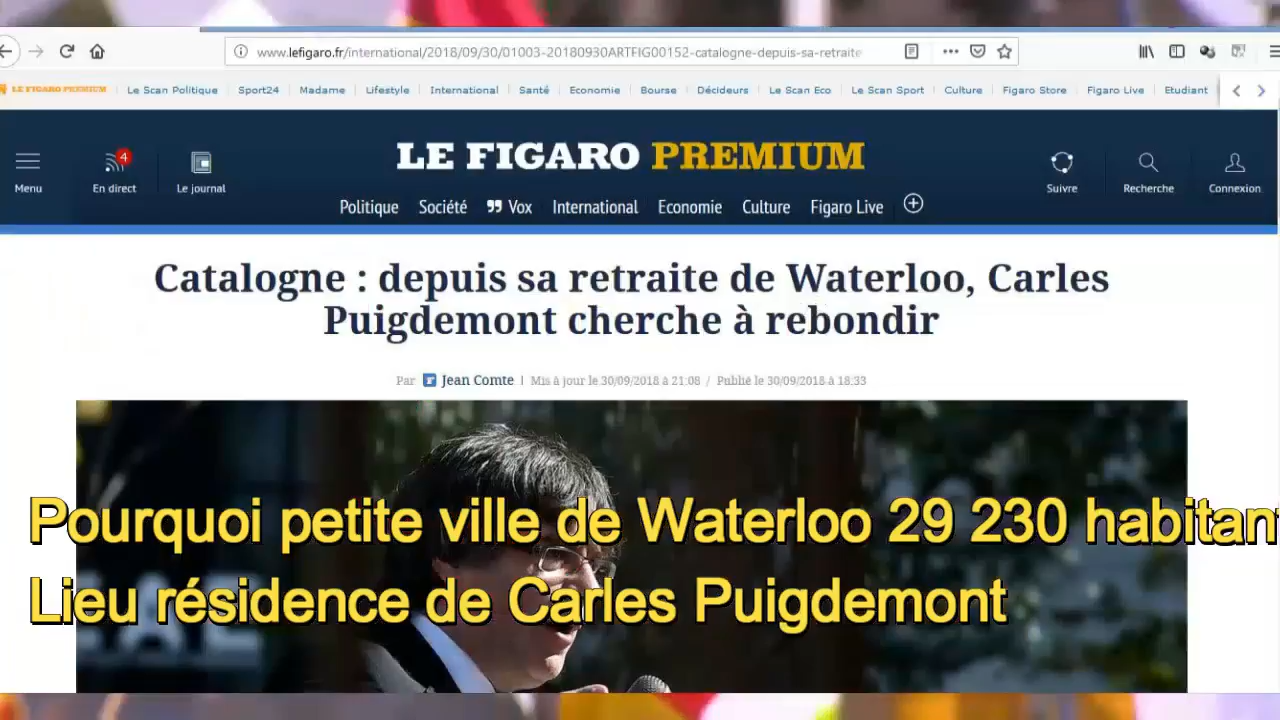 www.lefigaro.fr/international/2018/09/30/01003-20180930ARTFIG00152-catalogne-depuis-sa-retraite
LE FIGARO PREMIUM Le Scan Politique Sport24 Madame Lifestyle International Santé Economie Bourse Décideurs Le Scan Eco Le Scan Sport Culture Figaro Store Figaro Live Etudiant
LE FIGARO PREMIUM
4
Menu En direct Le journal Suivre Recherche Connexion
Politique Société Vox International Economie Culture Figaro Live
Catalogne : depuis sa retraite de Waterloo, Carles
Puigdemont cherche à rebondir
Par Jean Comte | Mis à jour le 30/09/2018 à 21:08 / Publié le 30/09/2018 à 18:33
Pourquoi petite ville de Waterloo 29 230 habitant
Lieu résidence de Carles Puigdemont